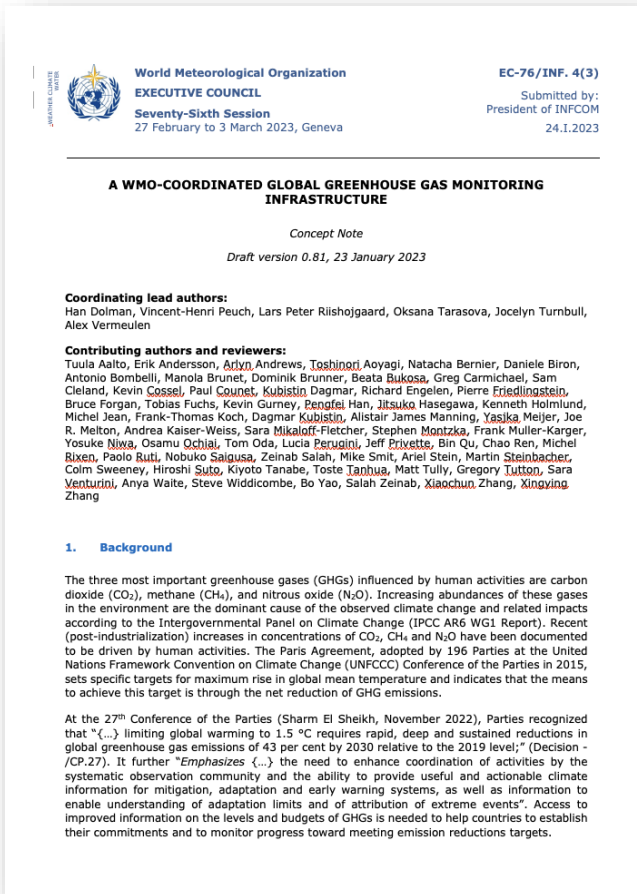 WEATHER CLIMATE WATER
World Meteorological Organization
EXECUTIVE COUNCIL
Seventy-Sixth Session
27 February to 3 March 2023, Geneva
EC-76/INF. 4(3)
Submitted by:
President of INFCOM
24.I.2023
A WMO-COORDINATED GLOBAL GREENHOUSE GAS MONITORING
INFRASTRUCTURE
Concept Note
Draft version 0.81, 23 January 2023
Coordinating lead authors:
Han Dolman, Vincent-Henri Peuch, Lars Peter Riishojgaard, Oksana Tarasova, Jocelyn Turnbull,
Alex Vermeulen
Contributing authors and reviewers:
Tuula Aalto, Erik Andersson, Arlyn Andrews, Toshinori Aoyagi, Natacha Bernier, Daniele Biron,
Antonio Bombelli, Manola Brunet, Dominik Brunner, Beata Bukosa, Greg Carmichael, Sam
Cleland, Kevin Cossel, Paul Counet, Kubistin Dagmar, Richard Engelen, Pierre Friedlingstein,
Bruce Forgan, Tobias Fuchs, Kevin Gurney, Pengfei Han, Jitsuko Hasegawa, Kenneth Holmlund,
Michel Jean, Frank-Thomas Koch, Dagmar Kubistin, Alistair James Manning, Yasjka Meijer, Joe
R. Melton, Andrea Kaiser-Weiss, Sara Mikaloff-Fletcher, Stephen Montzka, Frank Muller-Karger,
Yosuke Niwa, Osamu Ochiai, Tom Oda, Lucia Perugini, Jeff Privette, Bin Qu, Chao Ren, Michel
Rixen, Paolo Ruti, Nobuko Saigusa, Zeinab Salah, Mike Smit, Ariel Stein, Martin Steinbacher,
Colm Sweeney, Hiroshi Suto, Kiyoto Tanabe, Toste Tanhua, Matt Tully, Gregory Tutton, Sara
Venturini, Anya Waite, Steve Widdicombe, Bo Yao, Salah Zeinab, Xiaochun Zhang, Xingying
Zhang
1. Background
The three most important greenhouse gases (GHGs) influenced by human activities are carbon
dioxide (CO₂), methane (CH₄), and nitrous oxide (N₂O). Increasing abundances of these gases
in the environment are the dominant cause of the observed climate change and related impacts
according to the Intergovernmental Panel on Climate Change (IPCC AR6 WG1 Report). Recent
(post-industrialization) increases in concentrations of CO₂, CH₄ and N₂O have been documented
to be driven by human activities. The Paris Agreement, adopted by 196 Parties at the United
Nations Framework Convention on Climate Change (UNFCCC) Conference of the Parties in 2015,
sets specific targets for maximum rise in global mean temperature and indicates that the means
to achieve this target is through the net reduction of GHG emissions.
At the 27th Conference of the Parties (Sharm El Sheikh, November 2022), Parties recognized
that “{…} limiting global warming to 1.5 °C requires rapid, deep and sustained reductions in
global greenhouse gas emissions of 43 per cent by 2030 relative to the 2019 level;” (Decision -
/CP.27). It further “Emphasizes {…} the need to enhance coordination of activities by the
systematic observation community and the ability to provide useful and actionable climate
information for mitigation, adaptation and early warning systems, as well as information to
enable understanding of adaptation limits and of attribution of extreme events”. Access to
improved information on the levels and budgets of GHGs is needed to help countries to establish
their commitments and to monitor progress toward meeting emission reductions targets.